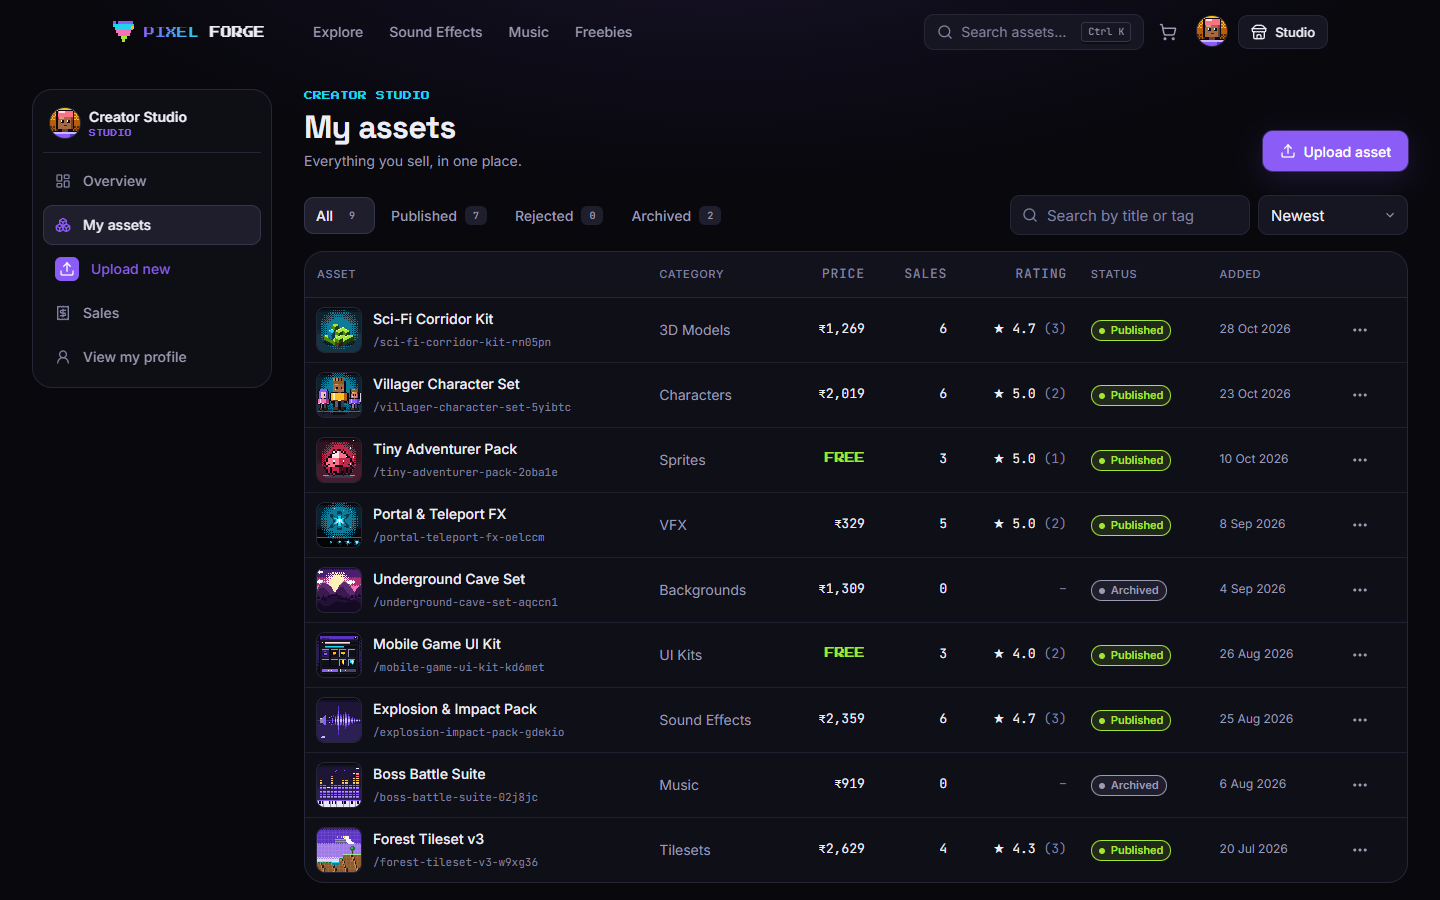 PIXEL FORGE
Explore
Sound Effects
Music
Freebies
Search assets...
Ctrl K
Studio
Creator Studio
STUDIO
Overview
My assets
Upload new
Sales
View my profile
CREATOR STUDIO
My assets
Everything you sell, in one place.
Upload asset
All 9
Published 7
Rejected 0
Archived 2
Search by title or tag
Newest
ASSET CATEGORY PRICE SALES RATING STATUS ADDED
Sci-Fi Corridor Kit
/sci-fi-corridor-kit-rn05pn
3D Models ₹1,269 6 ★ 4.7 (3) Published 28 Oct 2026
Villager Character Set
/villager-character-set-5yibtc
Characters ₹2,019 6 ★ 5.0 (2) Published 23 Oct 2026
Tiny Adventurer Pack
/tiny-adventurer-pack-2oba1e
Sprites FREE 3 ★ 5.0 (1) Published 10 Oct 2026
Portal & Teleport FX
/portal-teleport-fx-oelccm
VFX ₹329 5 ★ 5.0 (2) Published 8 Sep 2026
Underground Cave Set
/underground-cave-set-aqccn1
Backgrounds ₹1,309 0 – Archived 4 Sep 2026
Mobile Game UI Kit
/mobile-game-ui-kit-kd6met
UI Kits FREE 3 ★ 4.0 (2) Published 26 Aug 2026
Explosion & Impact Pack
/explosion-impact-pack-gdekio
Sound Effects ₹2,359 6 ★ 4.7 (3) Published 25 Aug 2026
Boss Battle Suite
/boss-battle-suite-02j8jc
Music ₹919 0 – Archived 6 Aug 2026
Forest Tileset v3
/forest-tileset-v3-w9xg36
Tilesets ₹2,629 4 ★ 4.3 (3) Published 20 Jul 2026